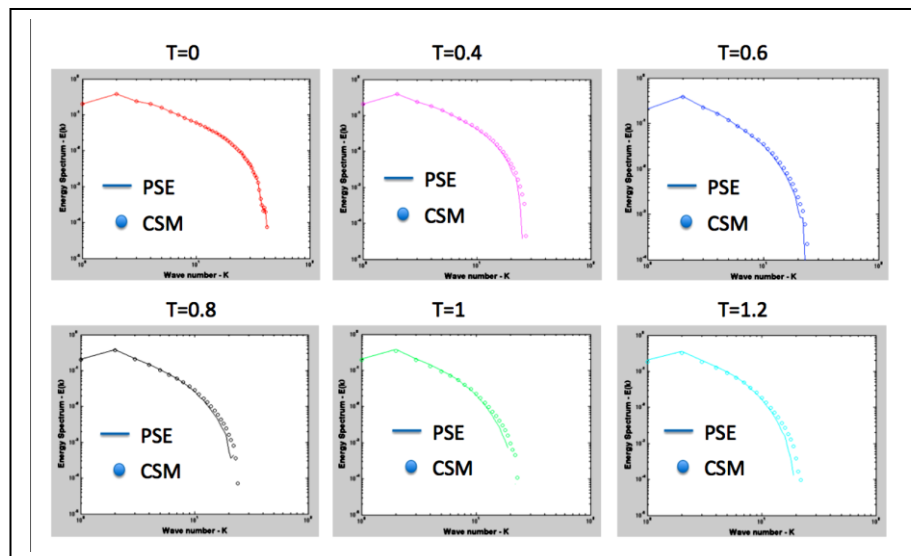 T=0 T=0.4 T=0.6
Energy Spectrum - E(k)
PSE
CSM
Wave number - K
Energy Spectrum - E(k)
PSE
CSM
Wave number - K
Energy Spectrum - E(k)
PSE
CSM
Wave number - K
T=0.8 T=1 T=1.2
Energy Spectrum - E(k)
PSE
CSM
Wave number - K
Energy Spectrum - E(k)
PSE
CSM
Wave number - K
Energy Spectrum - E(k)
PSE
CSM
Wave number - K